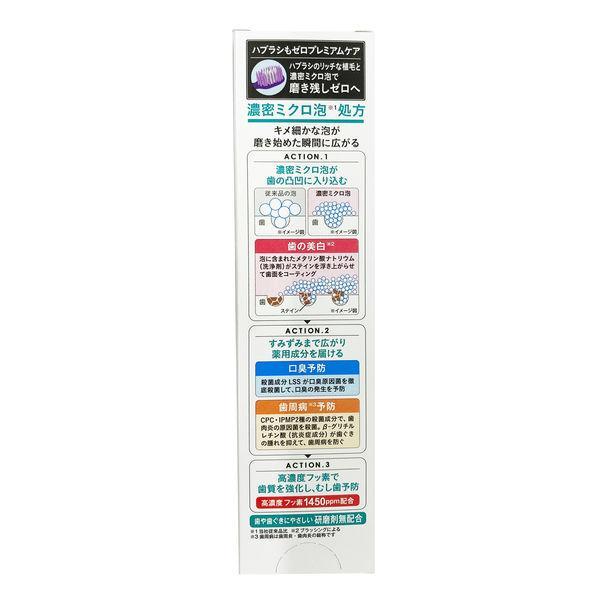 ハブラシもゼロプレミアムケア
ハブラシのリッチな植毛と
濃密ミクロ泡で
磨き残しゼロへ
濃密ミクロ泡※1処方
キメ細かな泡が
磨き始めた瞬間に広がる
ACTION.1
濃密ミクロ泡が
歯の凸凹に入り込む
従来品の泡 濃密ミクロ泡
歯 ※イメージ図 歯 ※イメージ図
歯の美白※2
泡に含まれたメタリン酸ナトリウム
(洗浄剤)がステインを浮き上がらせ
て歯面をコーティング
歯
ステイン ※イメージ図
ACTION.2
すみずみまで広がり
薬用成分を届ける
口臭予防
殺菌成分LSSが口臭原因菌を徹
底殺菌して、口臭の発生を予防
歯周病※3予防
CPC・IPMP2種の殺菌成分で、歯
肉炎の原因菌を殺菌。β-グリチル
レチン酸(抗炎症成分)が歯ぐき
の腫れを抑えて、歯周病を防ぐ
ACTION.3
高濃度フッ素で
歯質を強化し、むし歯予防
高濃度フッ素1450ppm配合
歯や歯ぐきにやさしい 研磨剤無配合
※1当社従来品比 ※2ブラッシングによる
※3歯周病は歯周炎・歯肉炎の総称です